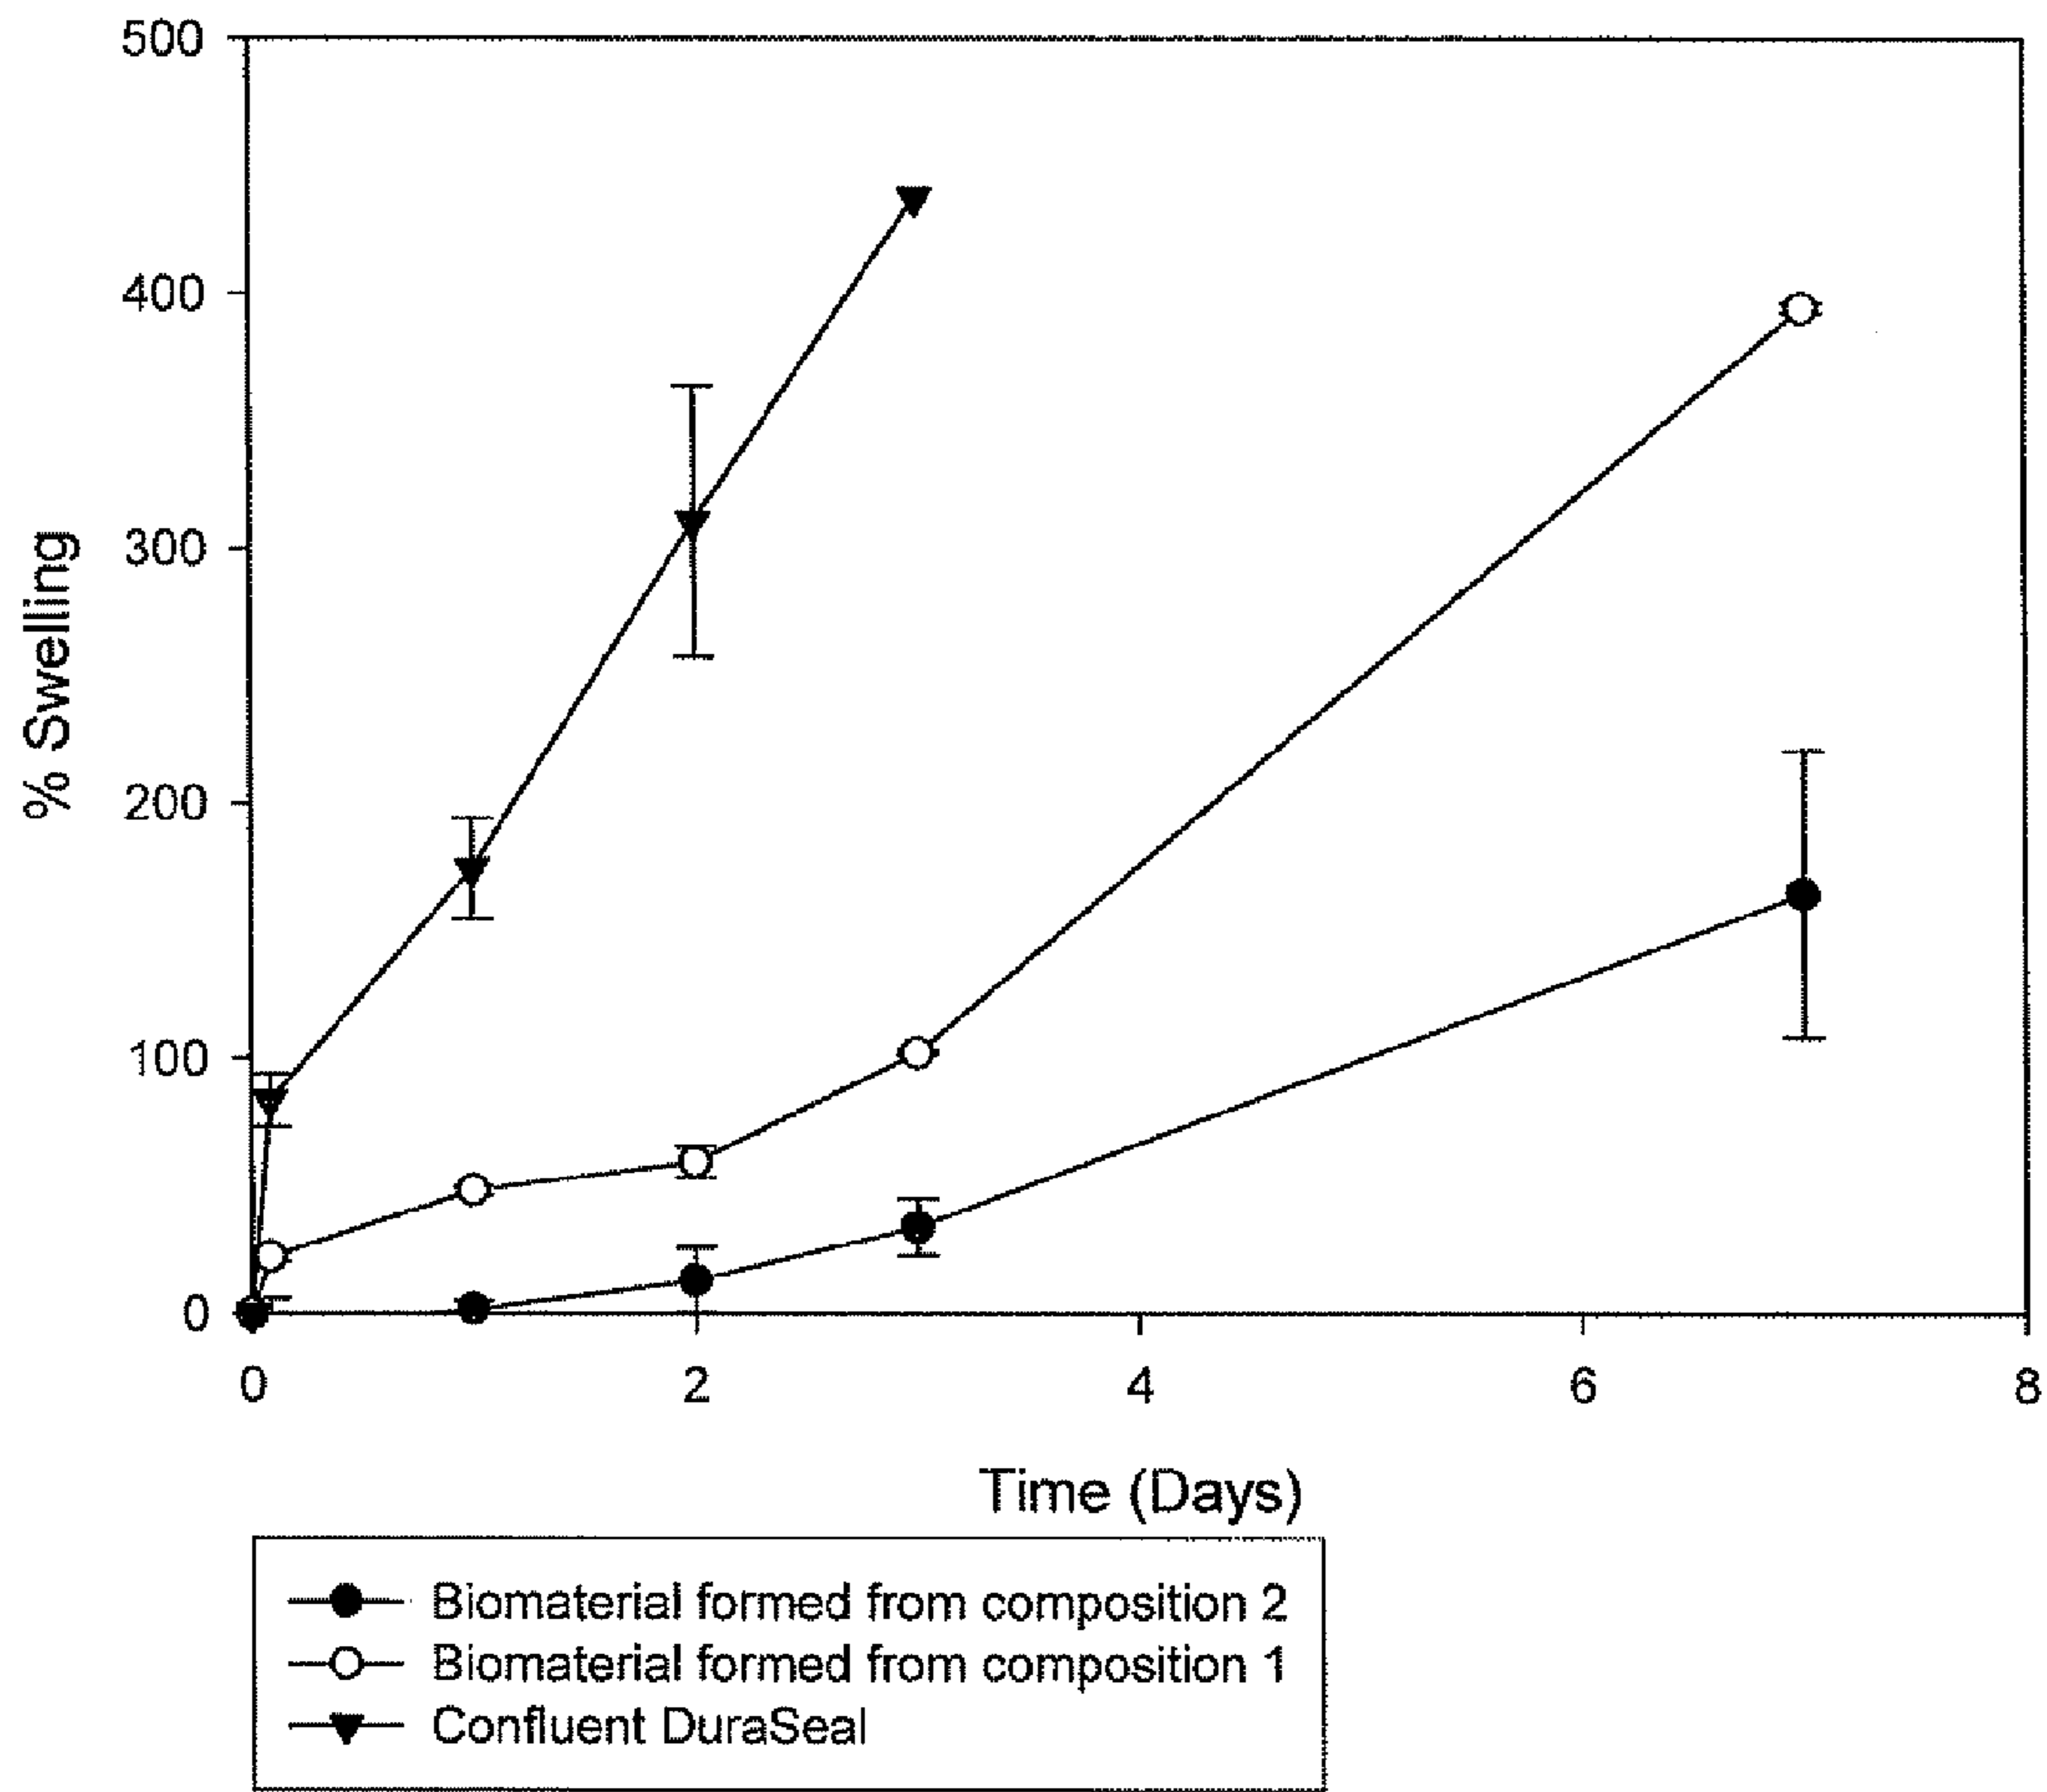 500
400
300
200
100
0
% Swelling
0 2 4 6 8
Time (Days)
Biomaterial formed from composition 2
Biomaterial formed from composition 1
Confluent DuraSeal